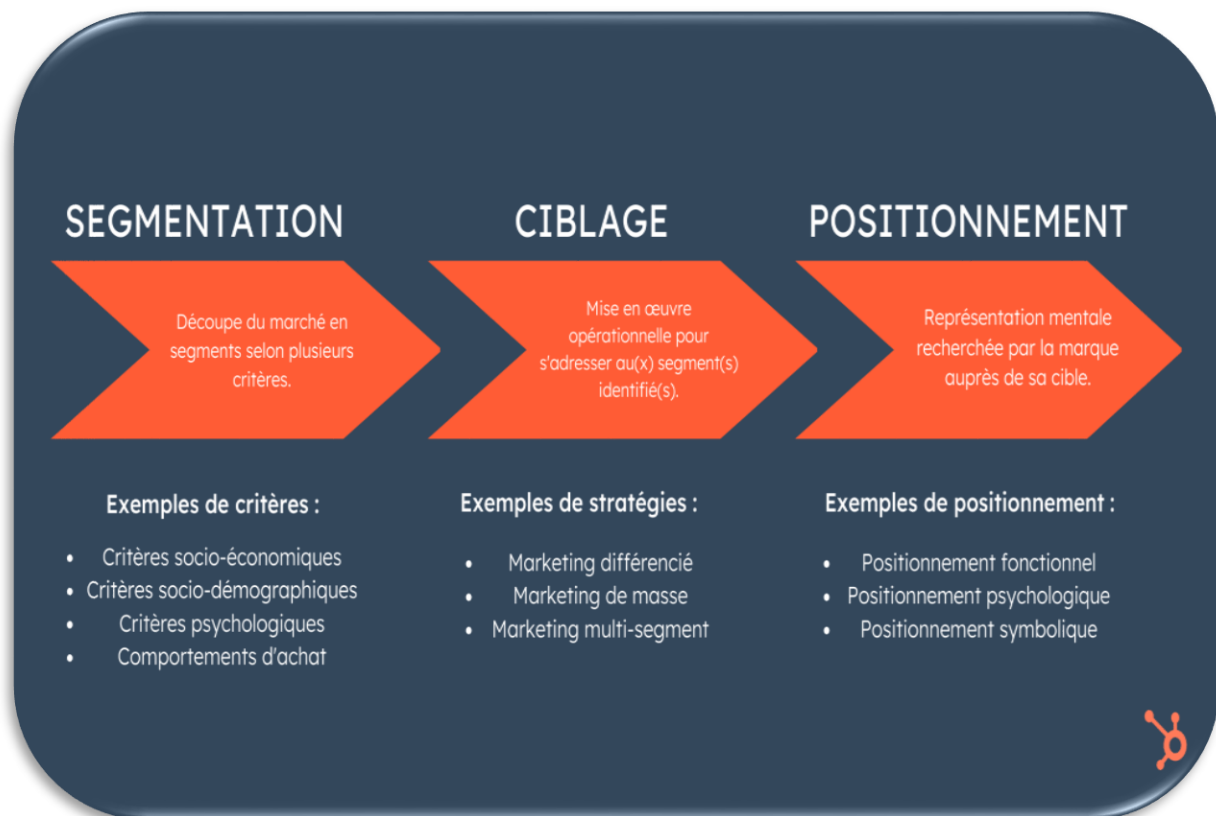 SEGMENTATION
Découpe du marché en
segments selon plusieurs
critères.
Exemples de critères :
• Critères socio-économiques
• Critères socio-démographiques
• Critères psychologiques
• Comportements d'achat
CIBLAGE
Mise en œuvre
opérationnelle pour
s'adresser au(x) segment(s)
identifié(s).
Exemples de stratégies :
• Marketing différencié
• Marketing de masse
• Marketing multi-segment
POSITIONNEMENT
Représentation mentale
recherchée par la marque
auprès de sa cible.
Exemples de positionnement :
• Positionnement fonctionnel
• Positionnement psychologique
• Positionnement symbolique